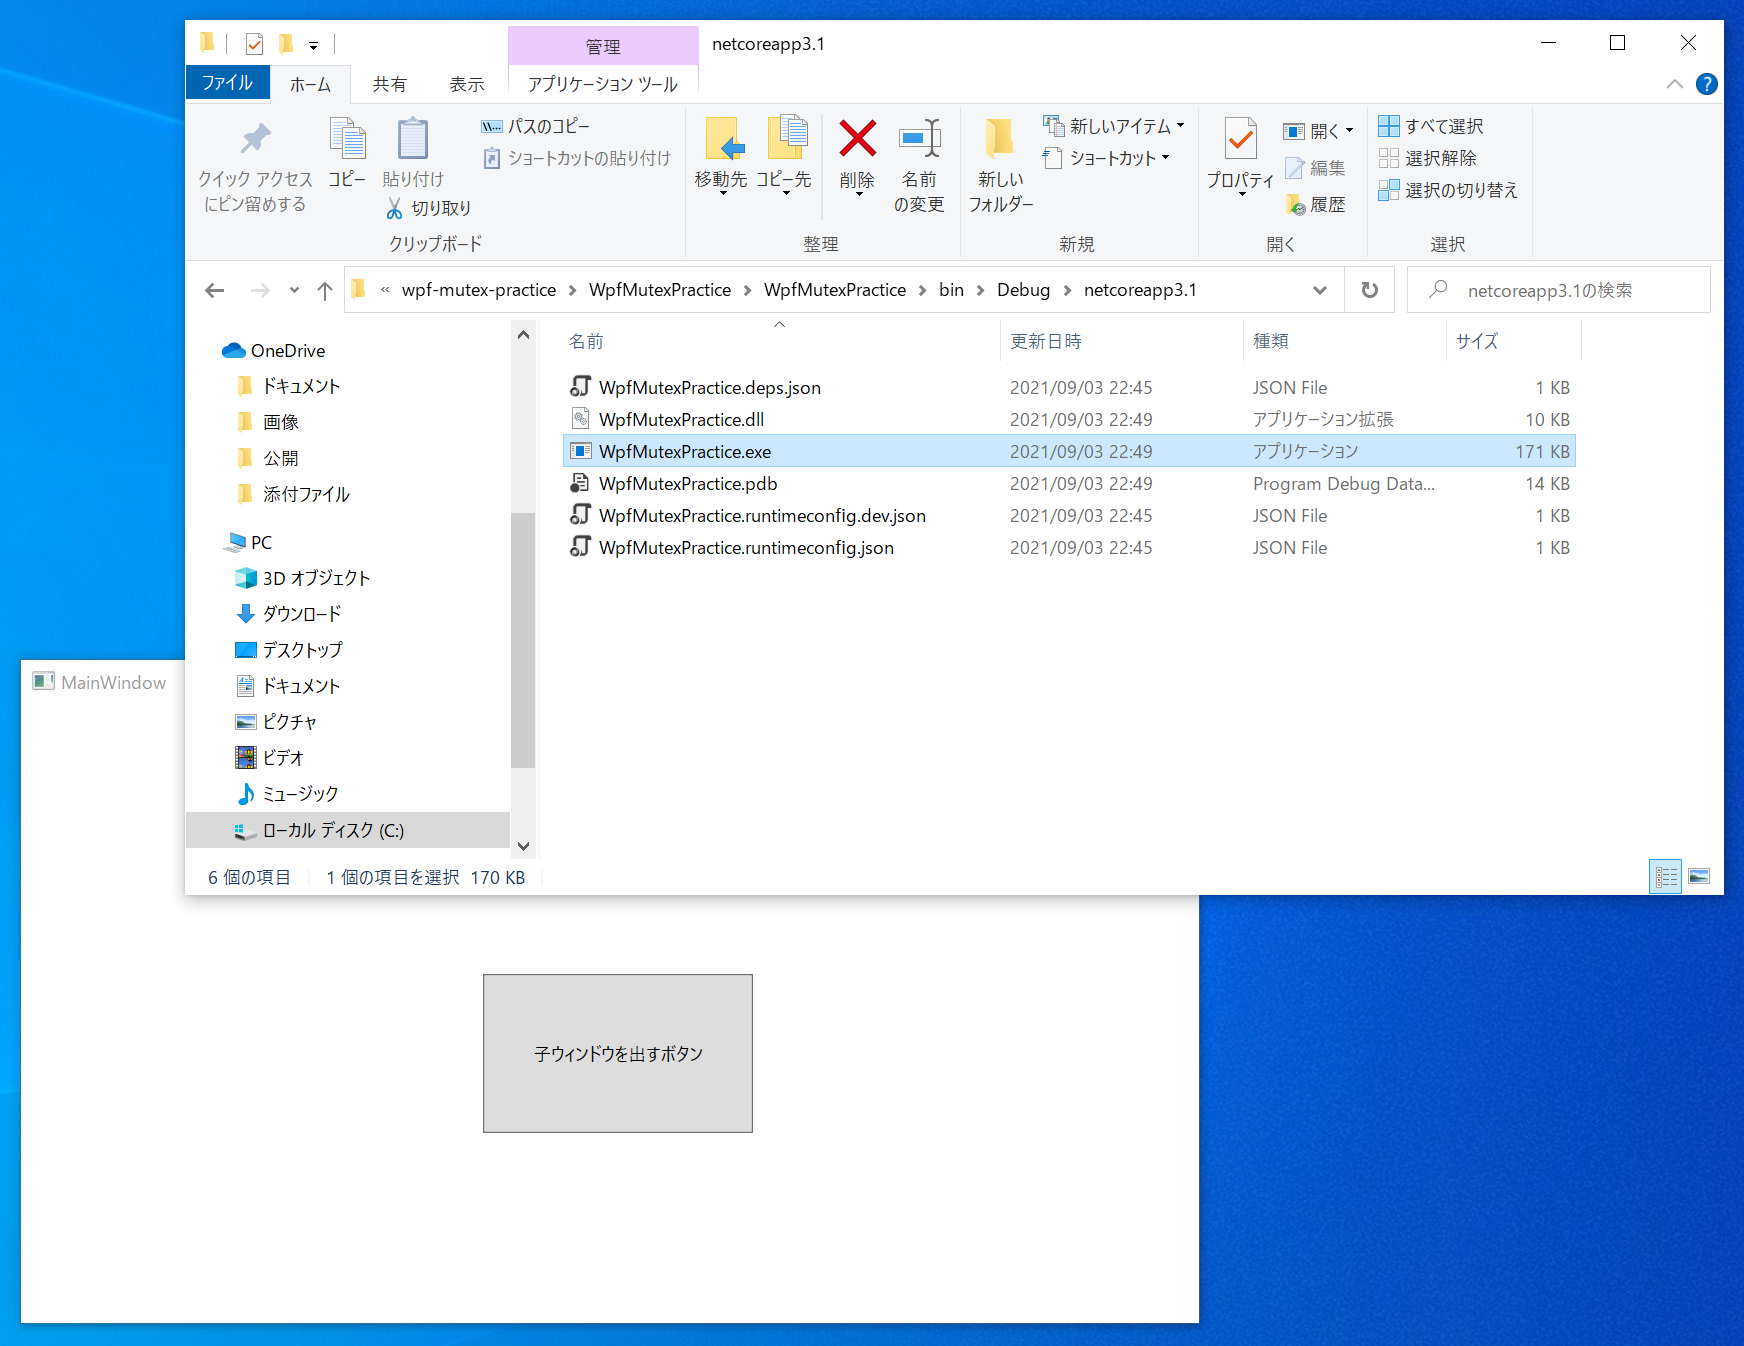 管理
netcoreapp3.1
ファイル
ホーム
共有
表示
アプリケーション ツール
クイック アクセス
にピン留めする
コピー
貼り付け
切り取り
パスのコピー
ショートカットの貼り付け
クリップボード
移動先
コピー先
削除
名前
の変更
整理
新しい
フォルダー
新しいアイテム
ショートカット
新規
プロパティ
開く
編集
履歴
開く
すべて選択
選択解除
選択の切り替え
選択
« wpf-mutex-practice > WpfMutexPractice > WpfMutexPractice > bin > Debug > netcoreapp3.1
netcoreapp3.1の検索
OneDrive
ドキュメント
画像
公開
添付ファイル
PC
3D オブジェクト
ダウンロード
デスクトップ
ドキュメント
ピクチャ
ビデオ
ミュージック
ローカル ディスク (C:)
名前 更新日時 種類 サイズ
WpfMutexPractice.deps.json 2021/09/03 22:45 JSON File 1 KB
WpfMutexPractice.dll 2021/09/03 22:49 アプリケーション拡張 10 KB
WpfMutexPractice.exe 2021/09/03 22:49 アプリケーション 171 KB
WpfMutexPractice.pdb 2021/09/03 22:49 Program Debug Data... 14 KB
WpfMutexPractice.runtimeconfig.dev.json 2021/09/03 22:45 JSON File 1 KB
WpfMutexPractice.runtimeconfig.json 2021/09/03 22:45 JSON File 1 KB
6 個の項目 1 個の項目を選択 170 KB
MainWindow
子ウィンドウを出すボタン